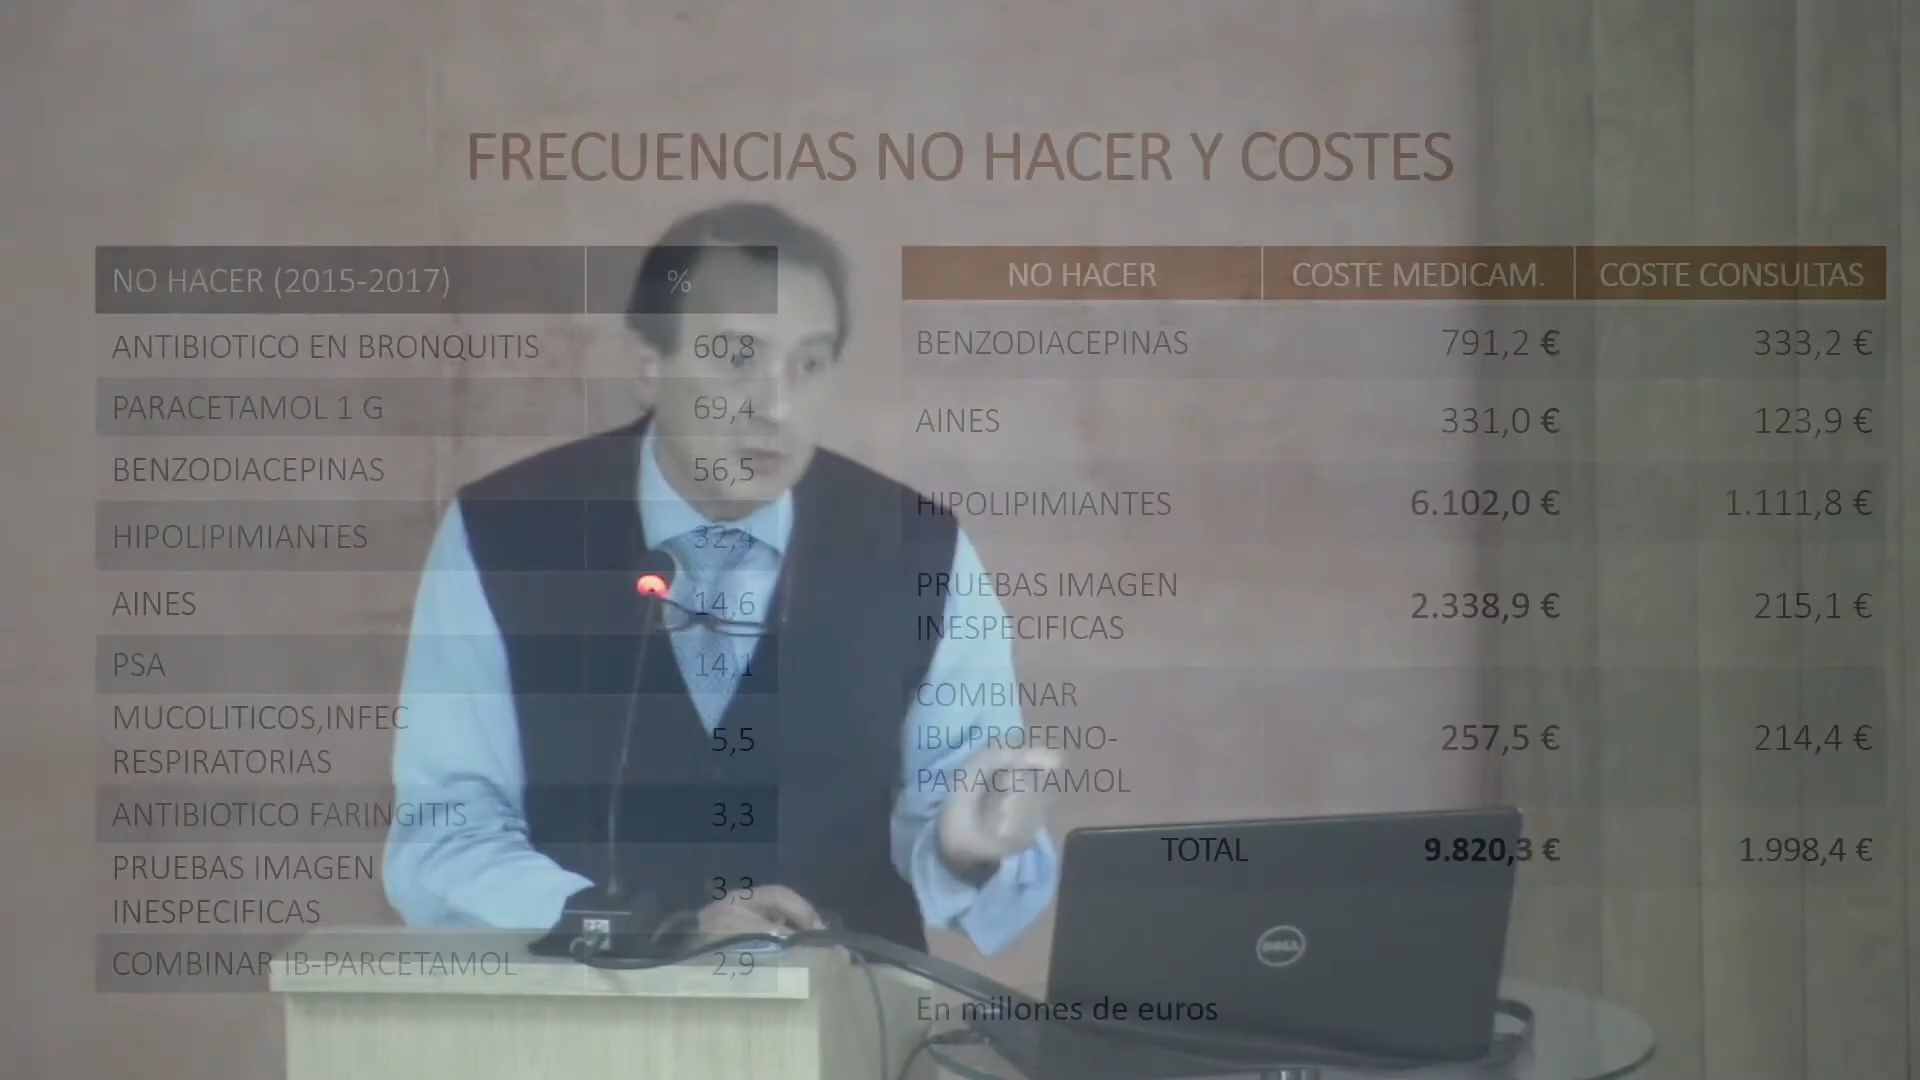 FRECUENCIAS NO HACER Y COSTES
NO HACER (2015-2017) %
ANTIBIOTICO EN BRONQUITIS 60,8
PARACETAMOL 1 G 69,4
BENZODIACEPINAS 56,5
HIPOLIPIMIANTES 32,4
AINES 14,6
PSA 14,1
MUCOLITICOS,INFEC
RESPIRATORIAS 5,5
ANTIBIOTICO FARINGITIS 3,3
PRUEBAS IMAGEN
INESPECIFICAS 3,3
COMBINAR IB-PARCETAMOL 2,9
NO HACER COSTE MEDICAM. COSTE CONSULTAS
BENZODIACEPINAS 791,2 € 333,2 €
AINES 331,0 € 123,9 €
HIPOLIPIMIANTES 6.102,0 € 1.111,8 €
PRUEBAS IMAGEN
INESPECIFICAS 2.338,9 € 215,1 €
COMBINAR
IBUPROFENO-
PARACETAMOL 257,5 € 214,4 €
TOTAL 9.820,3 € 1.998,4 €
DELL
En millones de euros